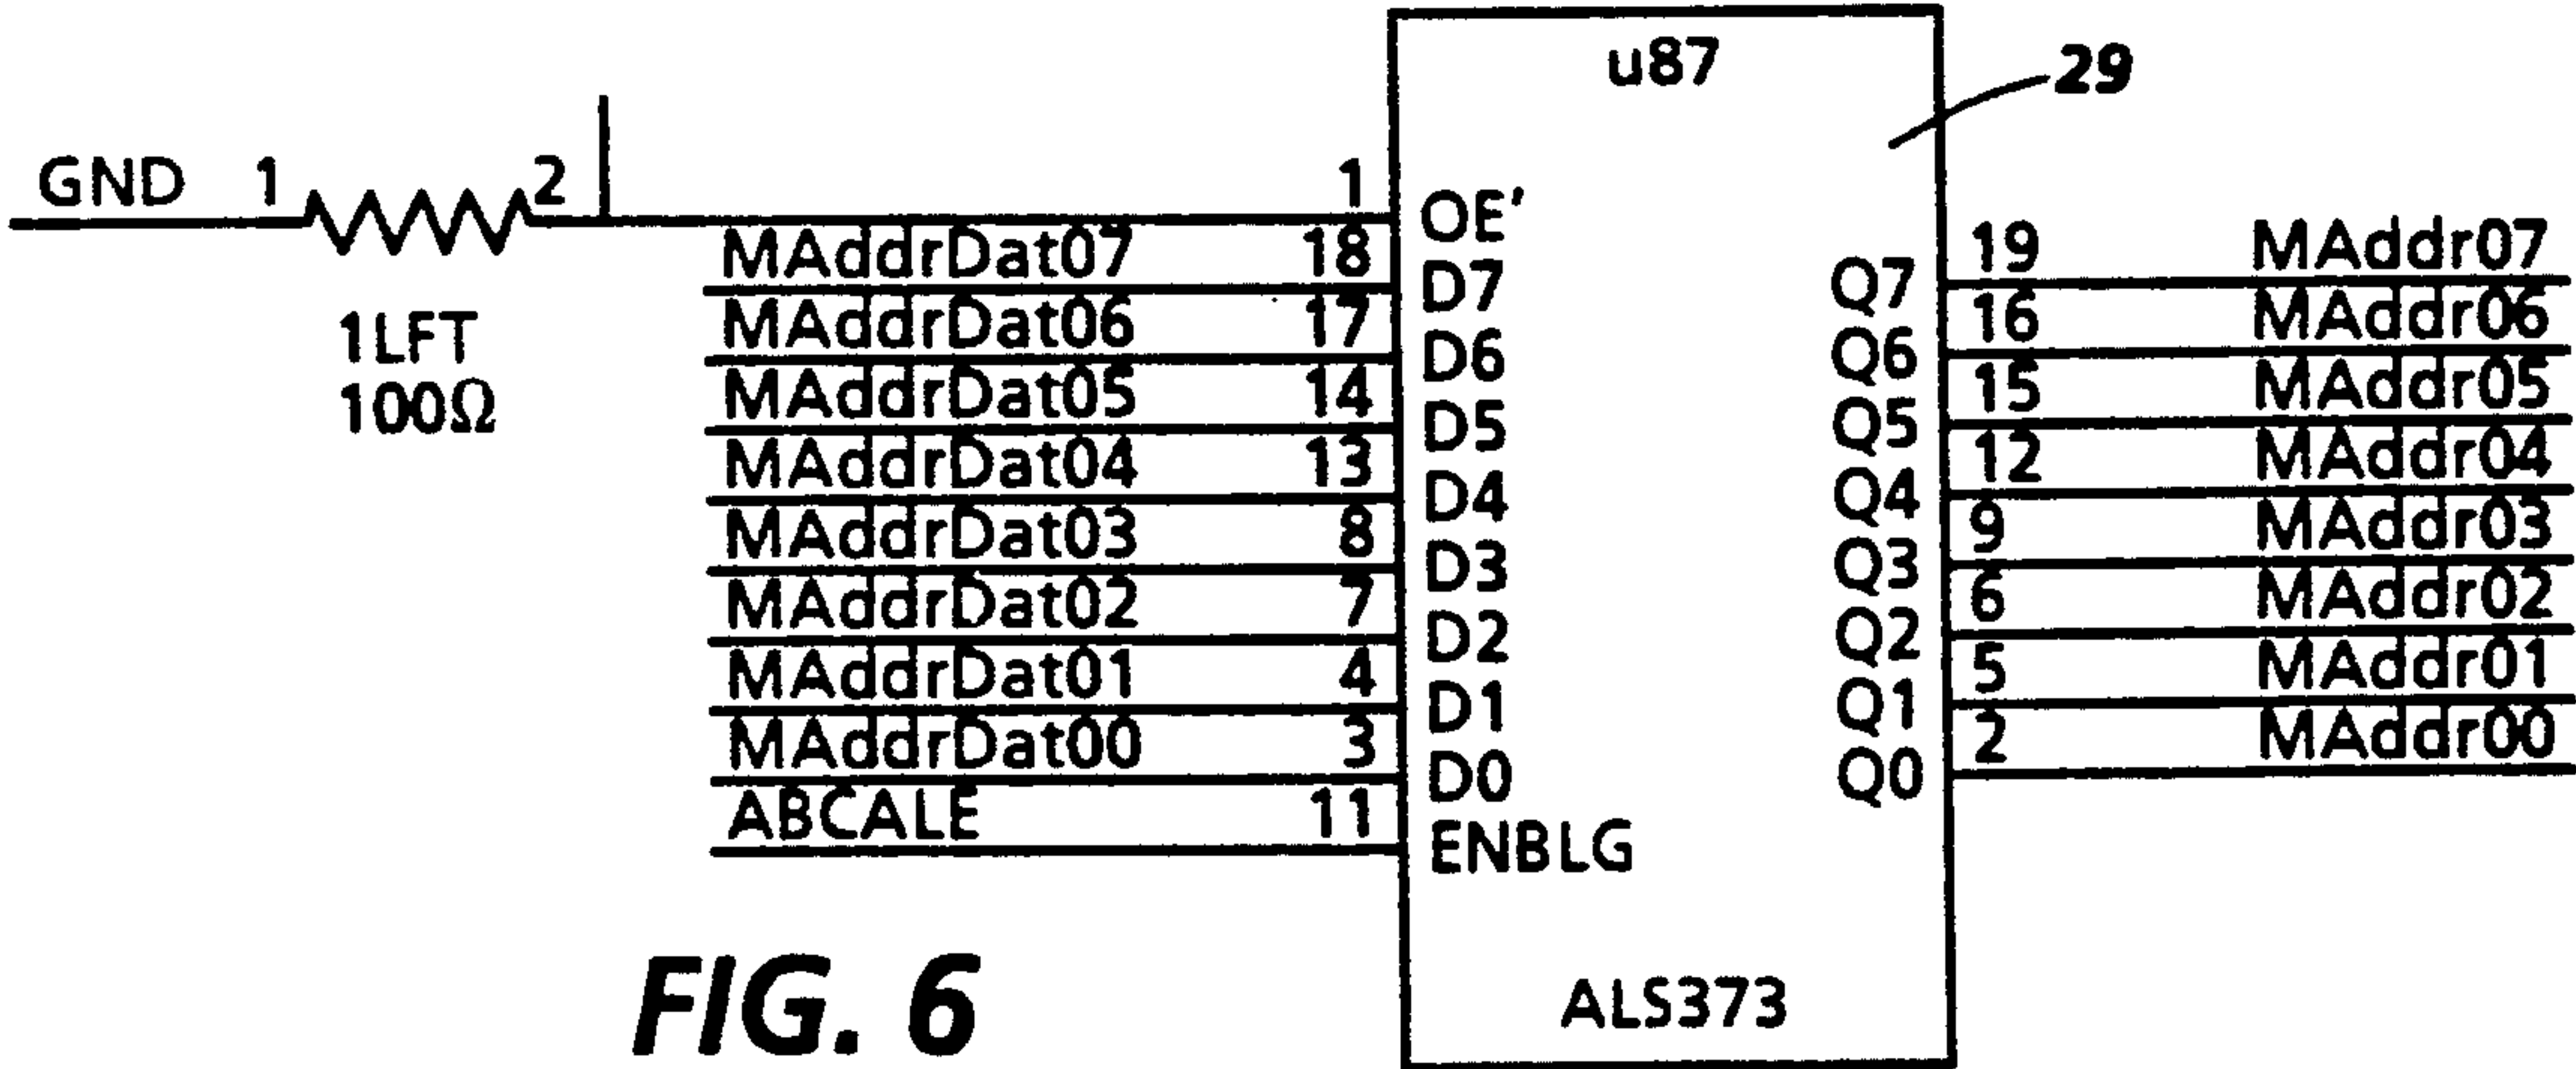 u87
29
GND 1 2
1LFT
100Ω
1 OE'
MAddrDat07 18 D7
MAddrDat06 17 D6
MAddrDat05 14 D5
MAddrDat04 13 D4
MAddrDat03 8 D3
MAddrDat02 7 D2
MAddrDat01 4 D1
MAddrDat00 3 D0
ABCALE 11 ENBLG
Q7 19 MAddr07
Q6 16 MAddr06
Q5 15 MAddr05
Q4 12 MAddr04
Q3 9 MAddr03
Q2 6 MAddr02
Q1 5 MAddr01
Q0 2 MAddr00
ALS373
FIG. 6